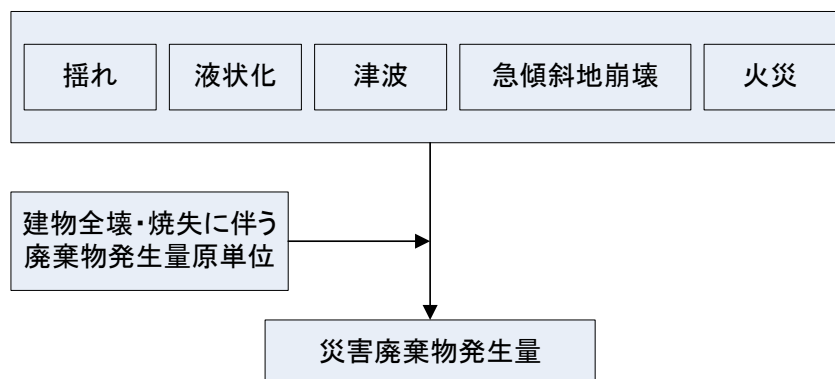 揺れ
液状化
津波
急傾斜地崩壊
火災
建物全壊・焼失に伴う
廃棄物発生量原単位
災害廃棄物発生量